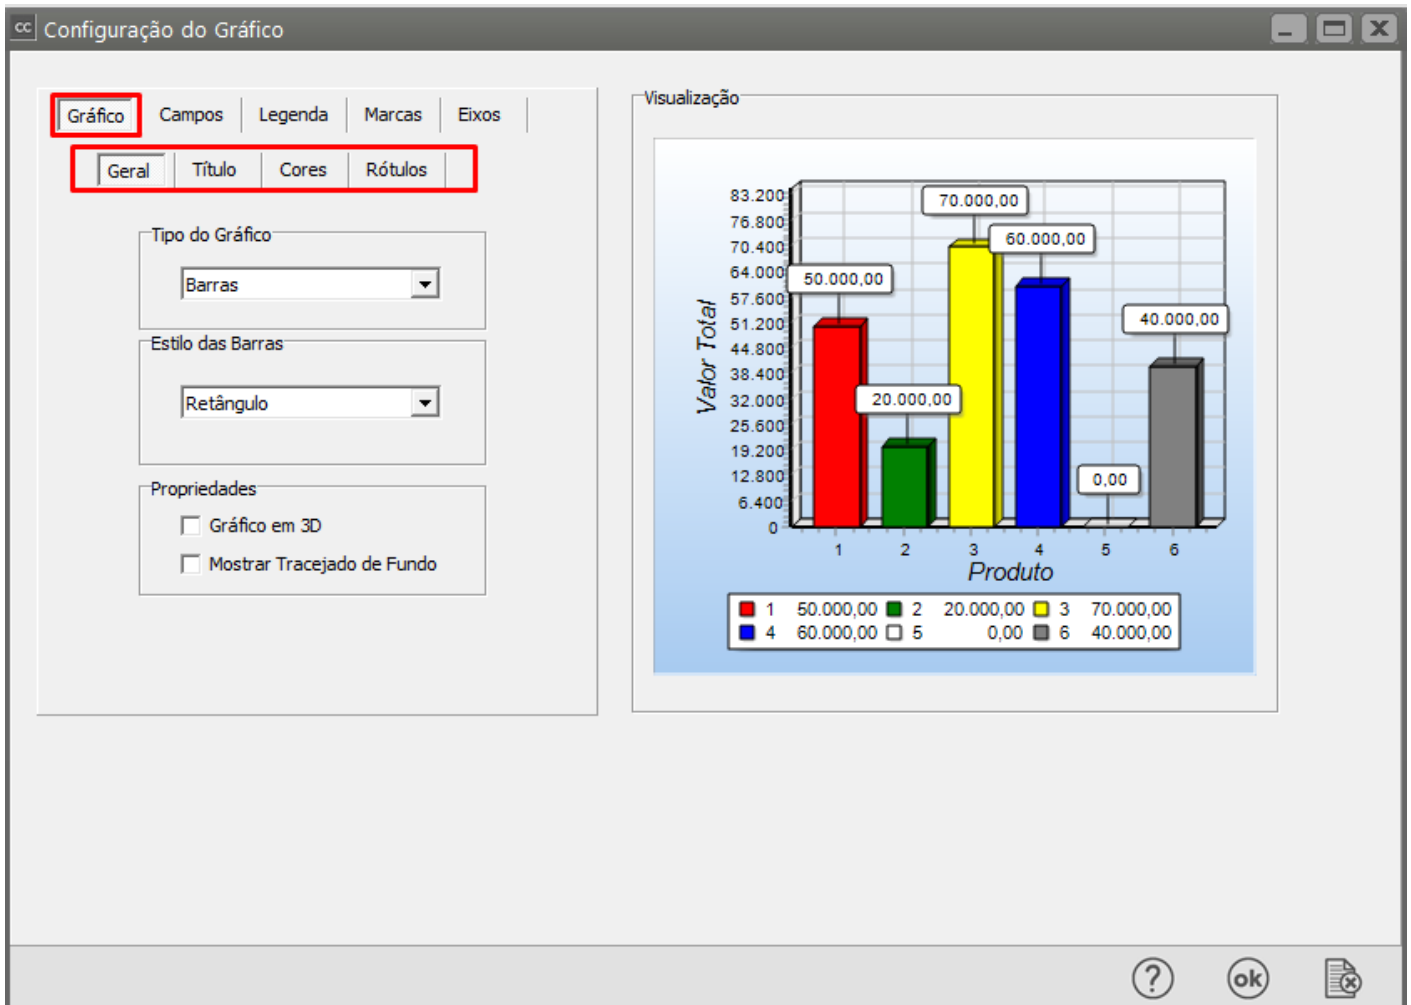 cc Configuração do Gráfico
Gráfico Campos Legenda Marcas Eixos
Geral Título Cores Rótulos
Tipo do Gráfico
Barras
Estilo das Barras
Retângulo
Propriedades
Gráfico em 3D
Mostrar Tracejado de Fundo
Visualização
Valor Total
83.200
76.800
70.400
64.000
57.600
51.200
44.800
38.400
32.000
25.600
19.200
12.800
6.400
0
50.000,00
20.000,00
70.000,00
60.000,00
0,00
40.000,00
1 2 3 4 5 6
Produto
1 50.000,00 2 20.000,00 3 70.000,00
4 60.000,00 5 0,00 6 40.000,00
? ok